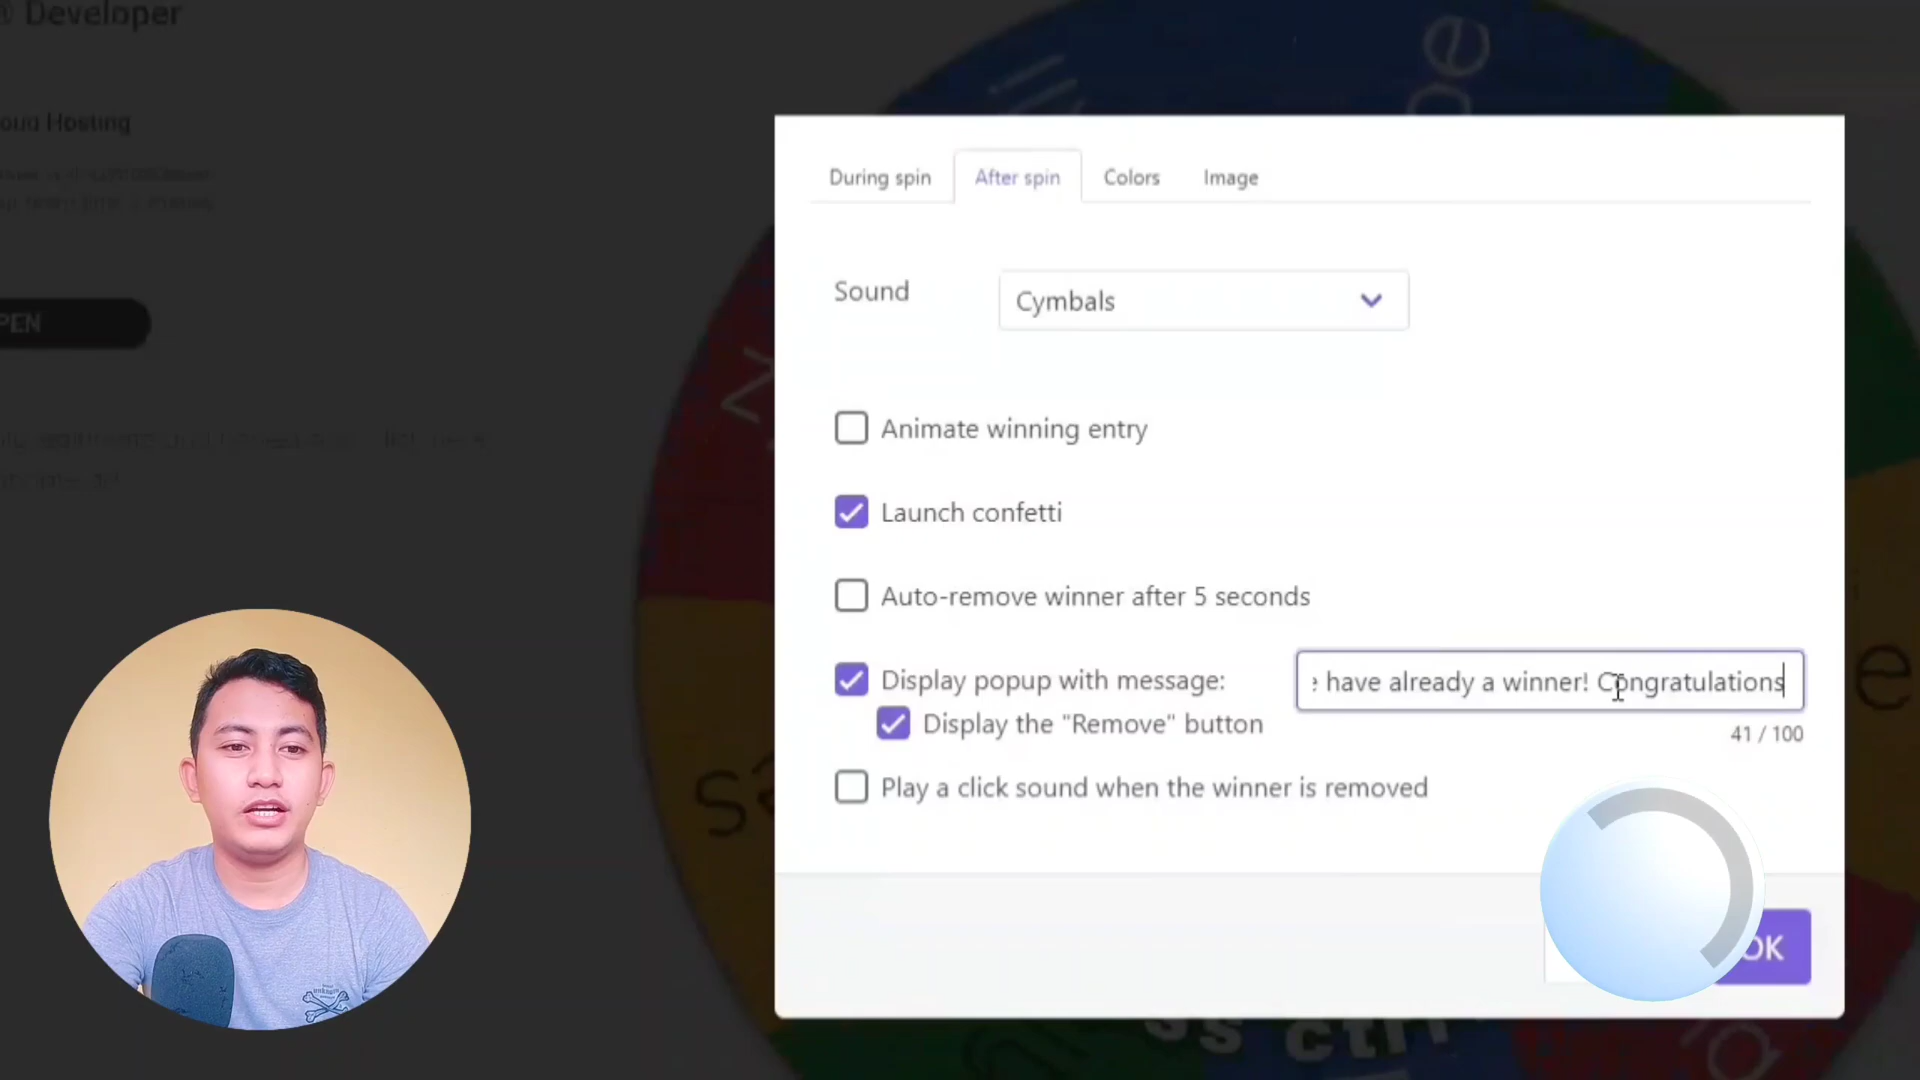 Developer
Hosting
During spin After spin Colors Image
Sound
Cymbals
Animate winning entry
Launch confetti
Auto-remove winner after 5 seconds
Display popup with message:
have already a winner! Congratulations
Display the "Remove" button
41 / 100
Play a click sound when the winner is removed
OK